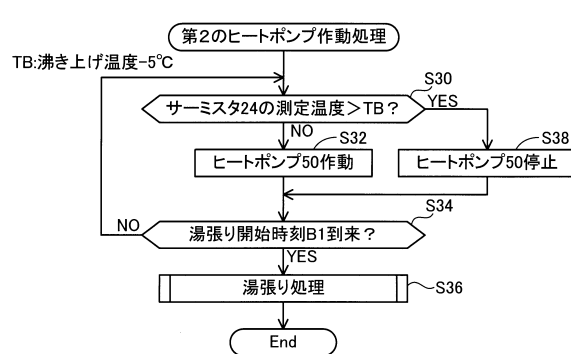 第2のヒートポンプ作動処理
TB:沸き上げ温度-5℃
S30
サーミスタ24の測定温度>TB?
YES
NO
S32
S38
ヒートポンプ50作動
ヒートポンプ50停止
S34
NO
湯張り開始時刻B1到来?
YES
湯張り処理
S36
End